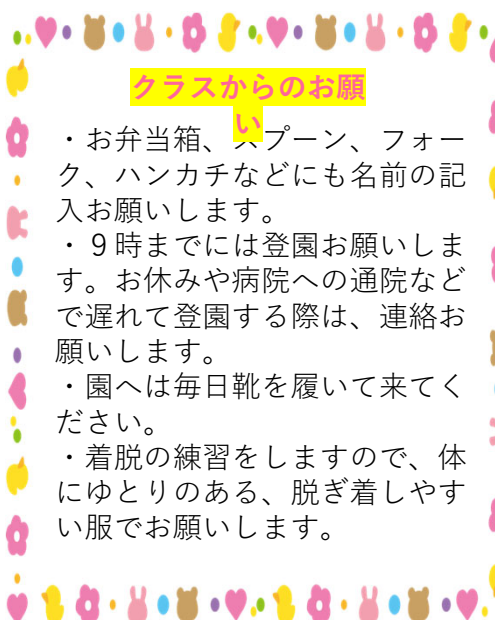 クラスからのお願
い
・お弁当箱、スプーン、フォー
ク、ハンカチなどにも名前の記
入お願いします。
・９時までには登園お願いしま
す。お休みや病院への通院など
で遅れて登園する際は、連絡お
願いします。
・園へは毎日靴を履いて来てく
ださい。
・着脱の練習をしますので、体
にゆとりのある、脱ぎ着しやす
い服でお願いします。